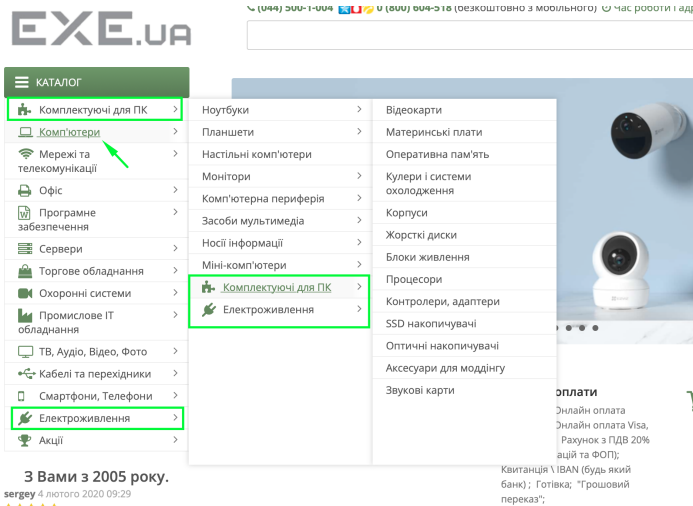 (044) 500-1-004 0 (800) 604-518 (безкоштовно з мобільного) Час роботи і
EXE.UA
КАТАЛОГ
Комплектуючі для ПК
Комп'ютери
Мережі та
телекомунікації
Офіс
Програмне
забезпечення
Сервери
Торгове обладнання
Охоронні системи
Промислове ІТ
обладнання
ТВ, Аудіо, Відео, Фото
Кабелі та перехідники
Смартфони, Телефони
Електроживлення
Акції
Ноутбуки
Планшети
Настільні комп'ютери
Монітори
Комп'ютерна периферія
Засоби мультимедіа
Носії інформації
Міні-комп'ютери
Комплектуючі для ПК
Електроживлення
Відеокарти
Материнські плати
Оперативна пам'ять
Кулери і системи
охолодження
Корпуси
Жорсткі диски
Блоки живлення
Процесори
Контролери, адаптери
SSD накопичувачі
Оптичні накопичувачі
Аксесуари для моддінгу
Звукові карти
оплати
Онлайн оплата
Онлайн оплата Visa,
Рахунок з ПДВ 20%
ацій та ФОП);
Квитанція \ IBAN (будь який
банк) ; Готівка; "Грошовий
переказ";
З Вами з 2005 року.
sergey 4 лютого 2020 09:29